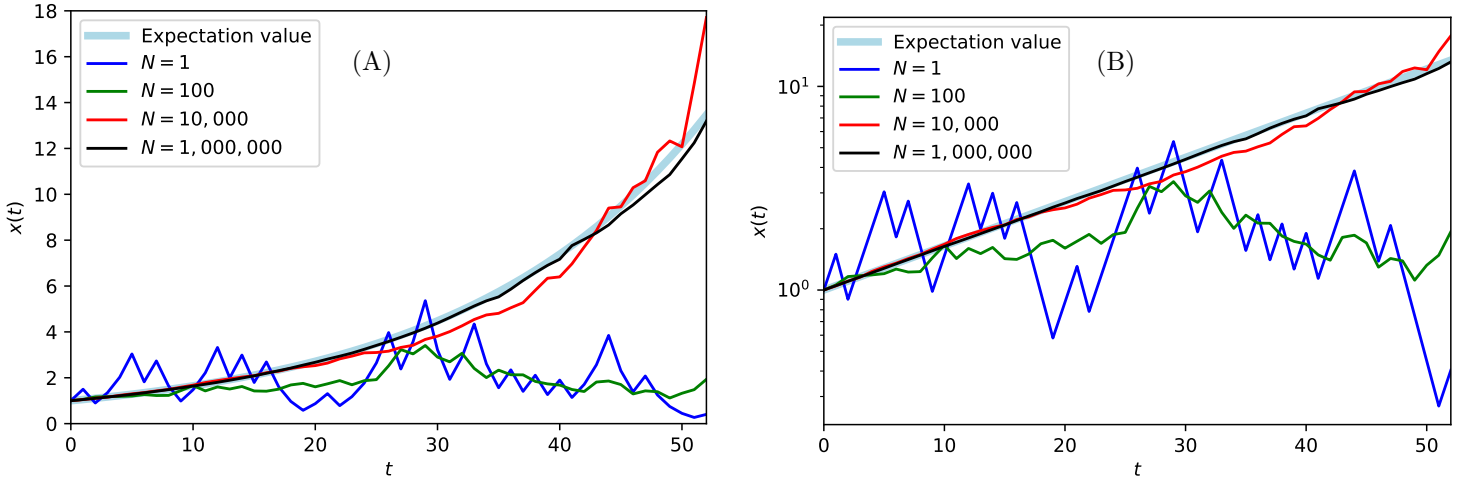 18
16
14
12
10
8
6
4
2
0
x(t)
Expectation value
N = 1
N = 100
N = 10,000
N = 1,000,000
(A)
0 10 20 30 40 50
t
10¹
10⁰
x(t)
Expectation value
N = 1
N = 100
N = 10,000
N = 1,000,000
(B)
0 10 20 30 40 50
t